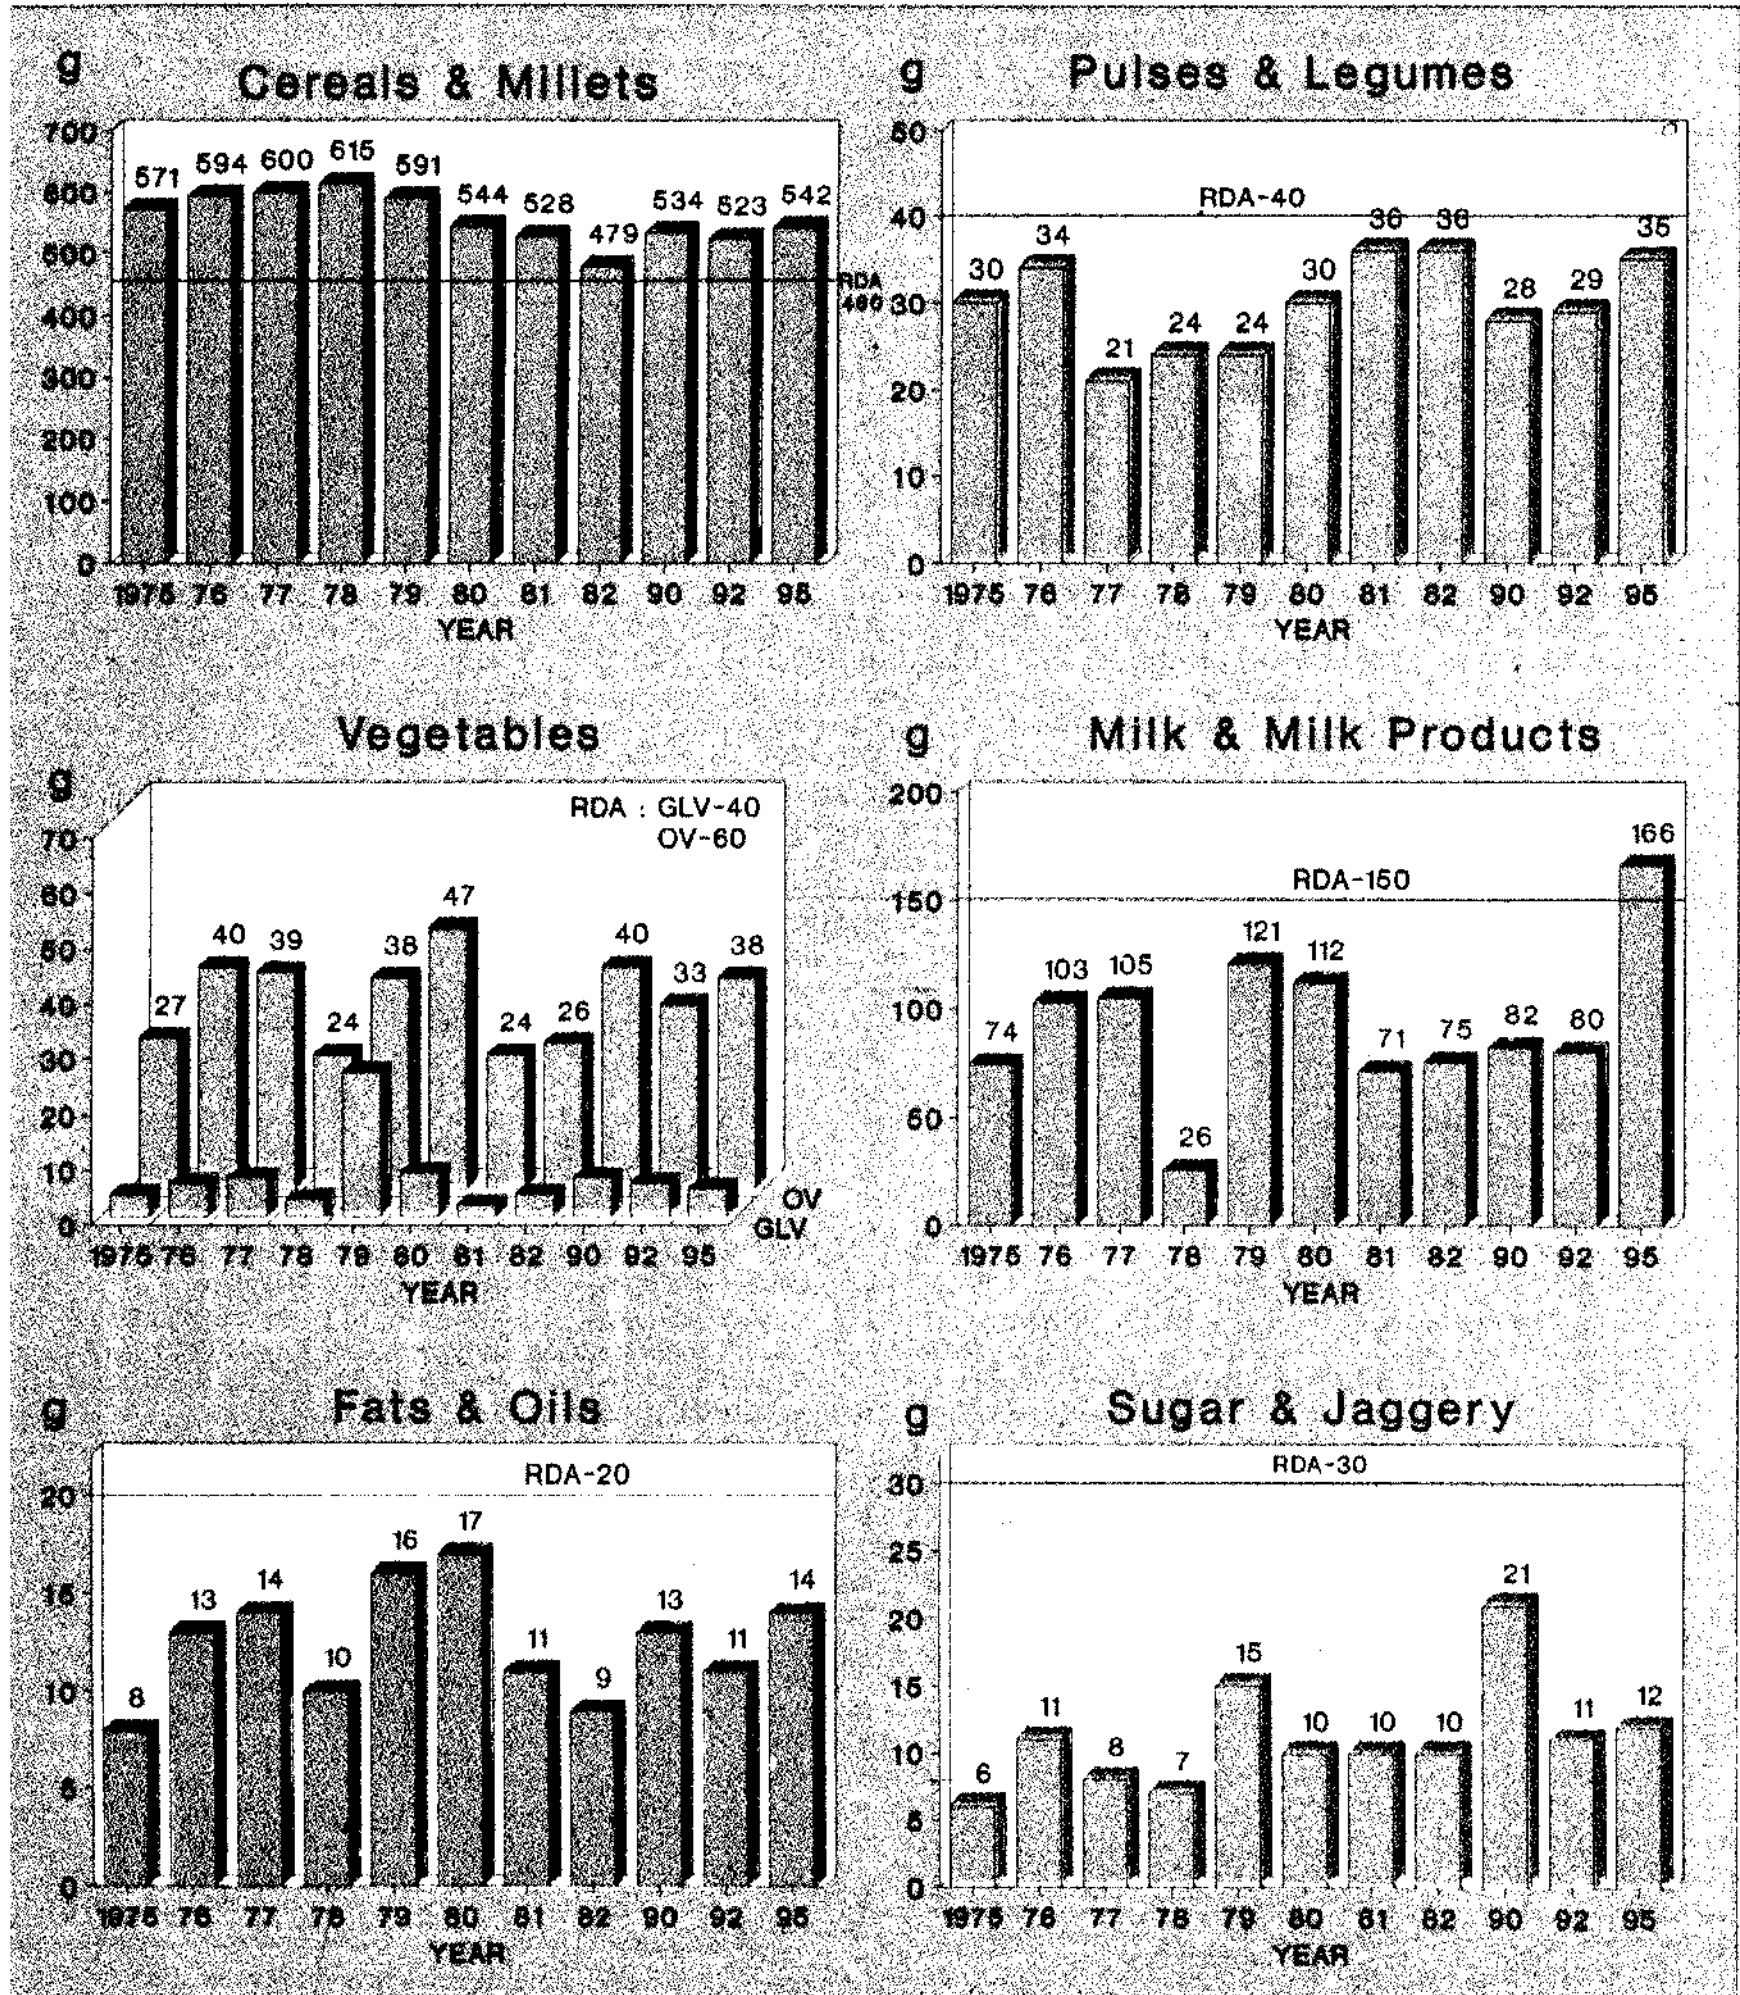 g
Cereals & Millets
700
600
500
400
300
200
100
0
571 594 600 615 591 544 528 479 534 523 542
RDA
1975 76 77 78 79 80 81 82 90 92 95
YEAR
g
Pulses & Legumes
50
40
30
20
10
0
RDA-40
30 34 21 24 24 30 36 36 28 29 35
1975 76 77 78 79 80 81 82 90 92 95
YEAR
Vegetables
g
70
60
50
40
30
20
10
0
RDA : GLV-40
OV-60
27 40 39 24 38 47 24 26 40 33 38
OV
GLV
1975 76 77 78 79 80 81 82 90 92 95
YEAR
g
Milk & Milk Products
200
150
100
50
0
RDA-150
74 103 105 26 121 112 71 75 82 80 166
1975 76 77 78 79 80 81 82 90 92 95
YEAR
g
Fats & Oils
20
15
10
5
0
RDA-20
8 13 14 10 16 17 11 9 13 11 14
1975 76 77 78 79 80 81 82 90 92 95
YEAR
g
Sugar & Jaggery
30
25
20
15
10
5
0
RDA-30
6 11 8 7 15 10 10 10 21 11 12
1975 76 77 78 79 80 81 82 90 92 95
YEAR